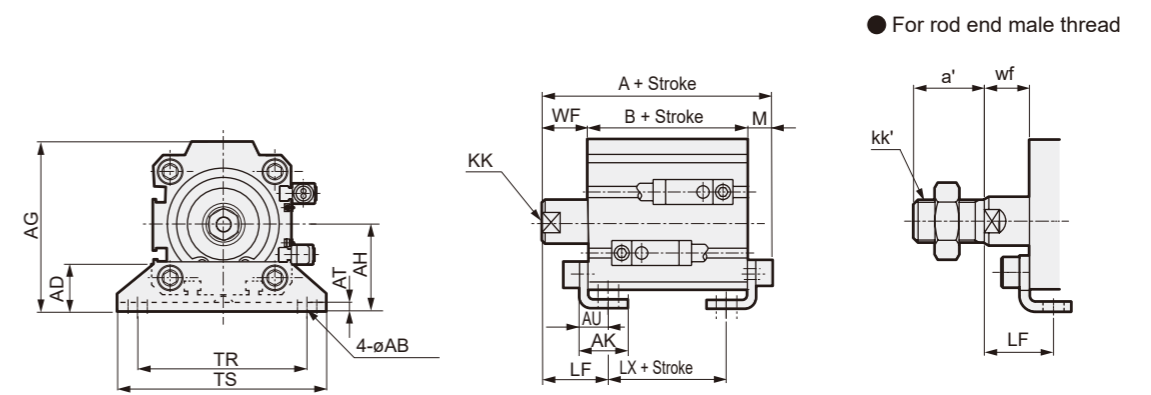 ● For rod end male thread
A + Stroke
WF
B + Stroke
M
KK
a'
wf
kk'
AG
AD
AT
AH
AU
AK
LF
LX + Stroke
LF
4-øAB
TR
TS